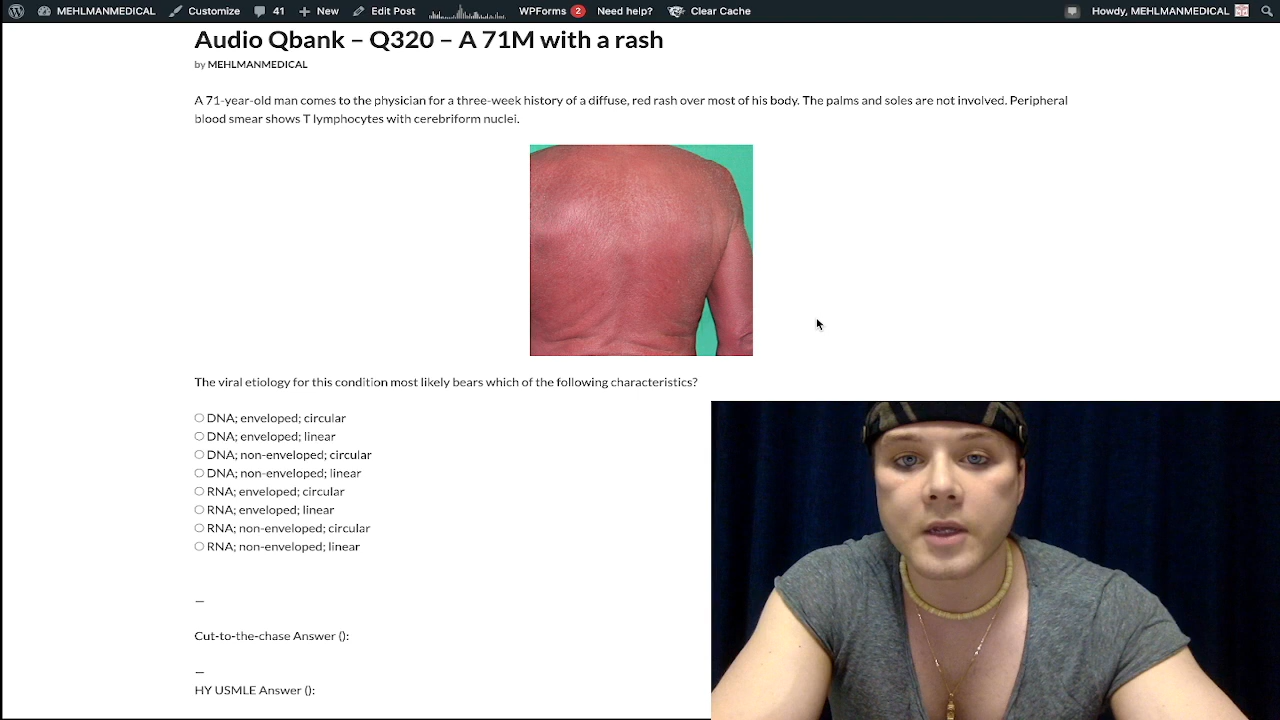 MEHLMANMEDICAL Customize 41 New Edit Post WPForms 2 Need help? Clear Cache Howdy, MEHLMANMEDICAL
Audio Qbank – Q320 – A 71M with a rash
by MEHLMANMEDICAL
A 71-year-old man comes to the physician for a three-week history of a diffuse, red rash over most of his body. The palms and soles are not involved. Peripheral
blood smear shows T lymphocytes with cerebriform nuclei.
The viral etiology for this condition most likely bears which of the following characteristics?
DNA; enveloped; circular
DNA; enveloped; linear
DNA; non-enveloped; circular
DNA; non-enveloped; linear
RNA; enveloped; circular
RNA; enveloped; linear
RNA; non-enveloped; circular
RNA; non-enveloped; linear
—
Cut-to-the-chase Answer ():
—
HY USMLE Answer ():